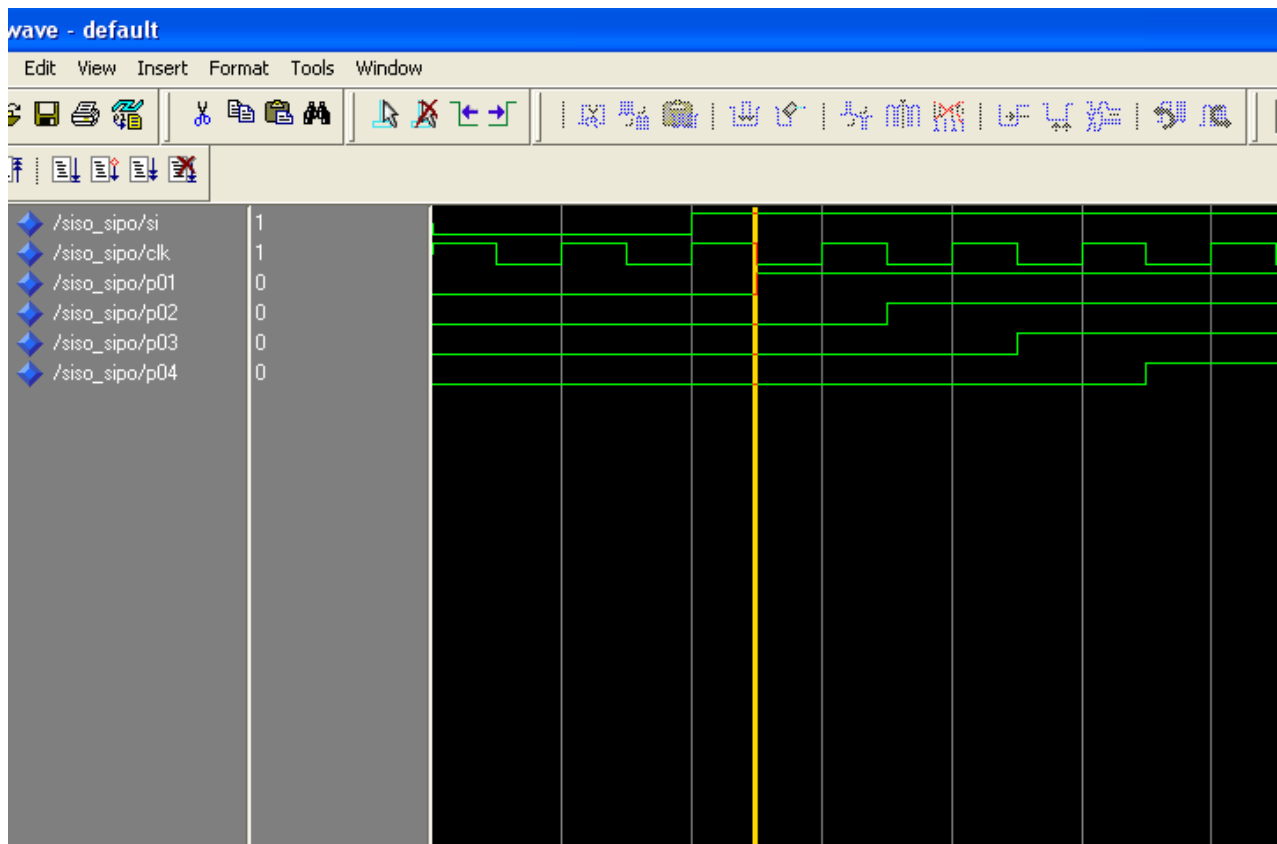 wave - default
Edit View Insert Format Tools Window
/siso_sipo/si 1
/siso_sipo/clk 1
/siso_sipo/p01 0
/siso_sipo/p02 0
/siso_sipo/p03 0
/siso_sipo/p04 0